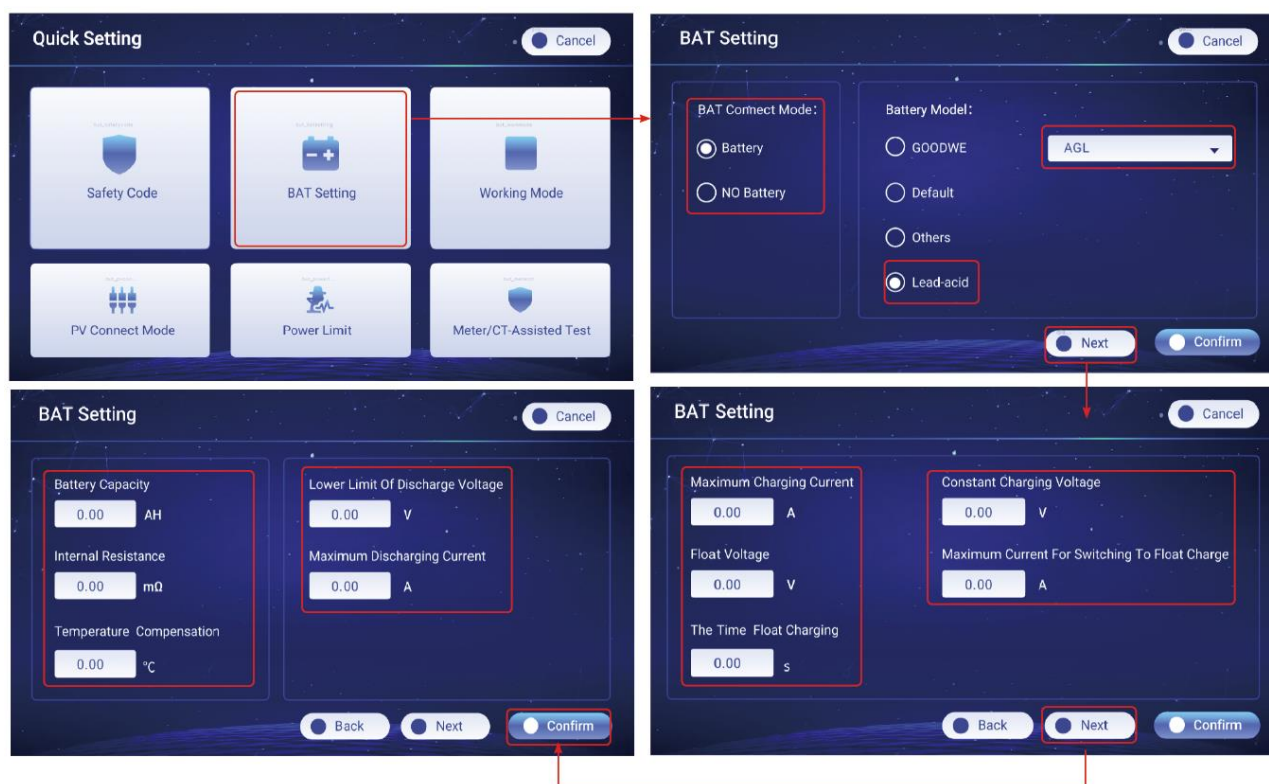 Quick Setting
Cancel
Safety Code
BAT Setting
Working Mode
PV Connect Mode
Power Limit
Meter/CT-Assisted Test
BAT Setting
Cancel
BAT Connect Mode:
Battery
NO Battery
Battery Model:
GOODWE
AGL
Default
Others
Lead-acid
Next
Confirm
BAT Setting
Cancel
Maximum Charging Current
0.00 A
Float Voltage
0.00 V
The Time Float Charging
0.00 s
Constant Charging Voltage
0.00 V
Maximum Current For Switching To Float Charge
0.00 A
Back
Next
Confirm
BAT Setting
Cancel
Battery Capacity
0.00 AH
Internal Resistance
0.00 mΩ
Temperature Compensation
0.00 °C
Lower Limit Of Discharge Voltage
0.00 V
Maximum Discharging Current
0.00 A
Back
Next
Confirm